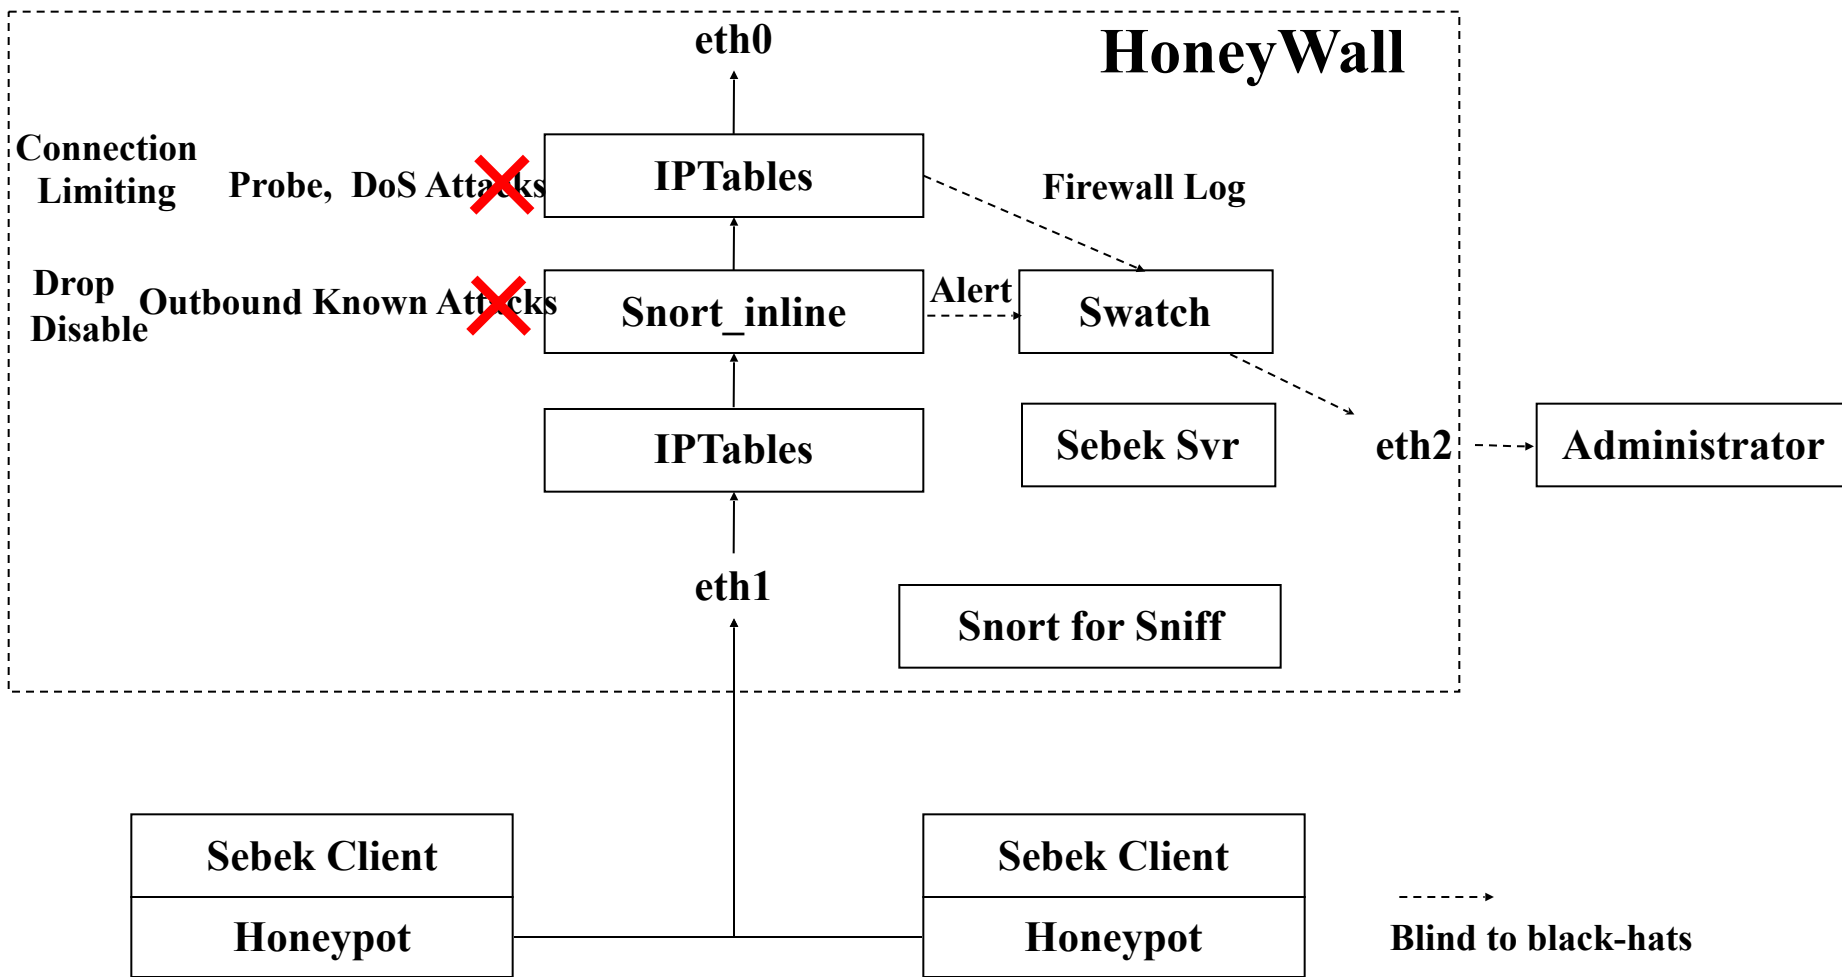 eth0
HoneyWall
Connection
Limiting
Probe, DoS Attacks
IPTables
Firewall Log
Drop
Disable
Outbound Known Attacks
Snort_inline
Alert
Swatch
IPTables
Sebek Svr
eth2
Administrator
eth1
Snort for Sniff
Sebek Client
Honeypot
Sebek Client
Honeypot
Blind to black-hats